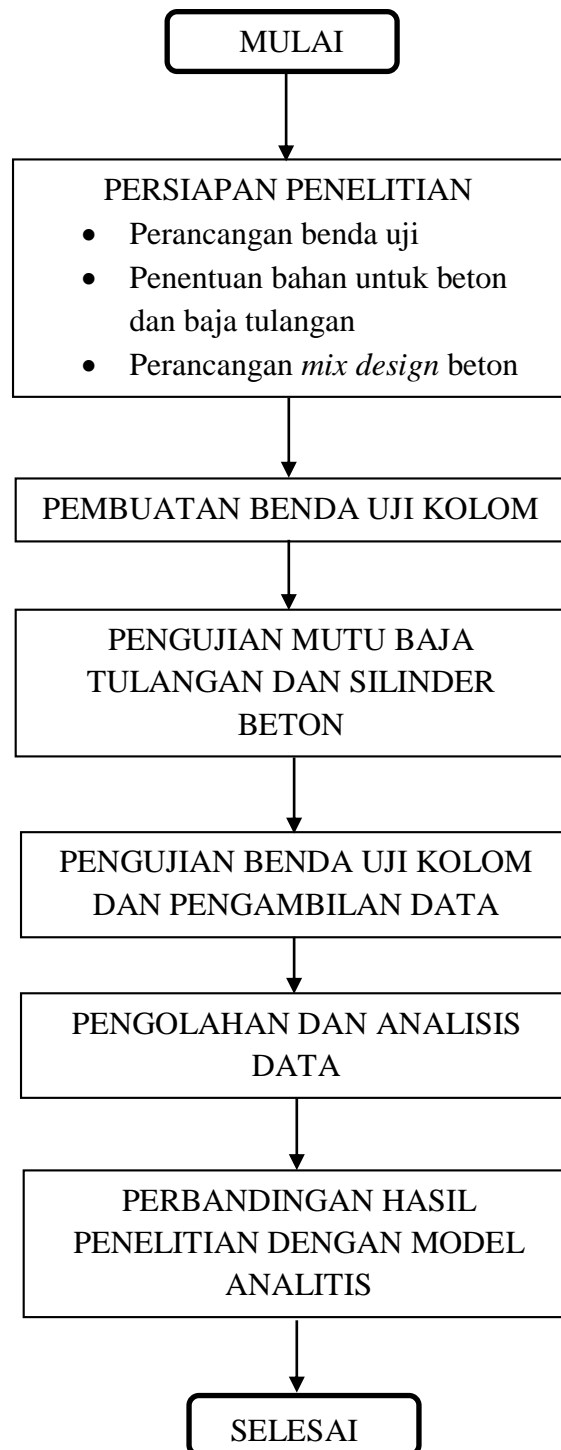 MULAI
PERSIAPAN PENELITIAN
• Perancangan benda uji
• Penentuan bahan untuk beton
dan baja tulangan
• Perancangan mix design beton
PEMBUATAN BENDA UJI KOLOM
PENGUJIAN MUTU BAJA
TULANGAN DAN SILINDER
BETON
PENGUJIAN BENDA UJI KOLOM
DAN PENGAMBILAN DATA
PENGOLAHAN DAN ANALISIS
DATA
PERBANDINGAN HASIL
PENELITIAN DENGAN MODEL
ANALITIS
SELESAI